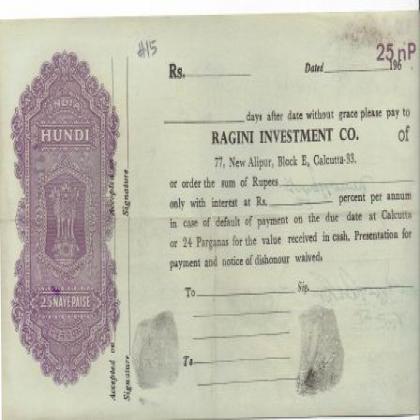 #15
25 nP
Rs. Dated 196
days after date without grace please pay to
RAGINI INVESTMENT CO. of
77, New Alipur, Block E, Calcutta-33.
or order the sum of Rupees
only with interest at Rs. percent per annum
in case of default of payment on the due date at Calcutta
or 24 Parganas for the value received in cash. Presentation for
payment and notice of dishonour waived.
To Sig.
To
INDIA
HUNDI
25 NAYE PAISE
Accepted on
Signature
Accepted on
Signature